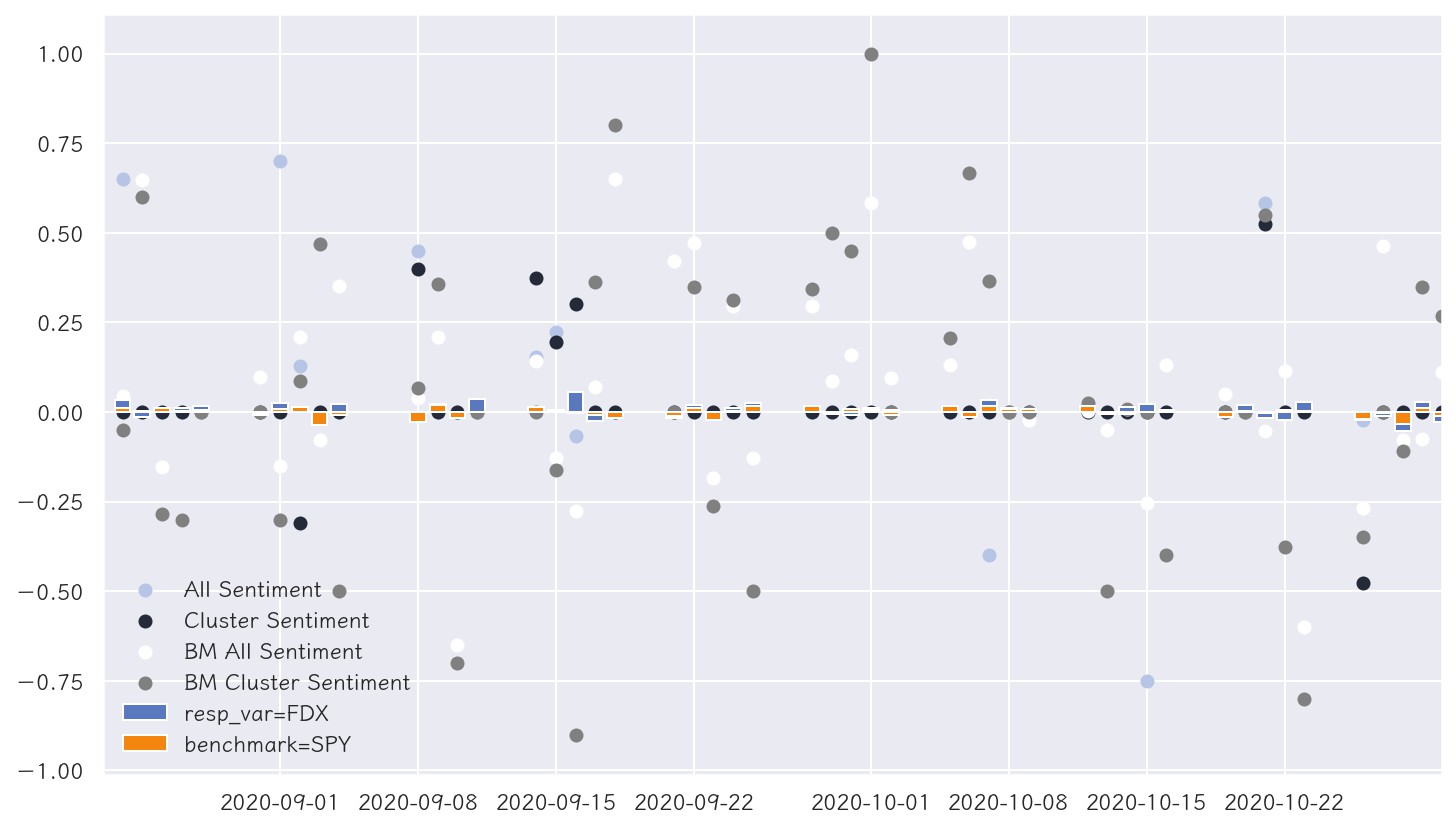 1.00
0.75
0.50
0.25
0.00
−0.25
−0.50
−0.75
−1.00
All Sentiment
Cluster Sentiment
BM All Sentiment
BM Cluster Sentiment
resp_var=FDX
benchmark=SPY
2020-09-01 2020-09-08 2020-09-15 2020-09-22 2020-10-01 2020-10-08 2020-10-15 2020-10-22